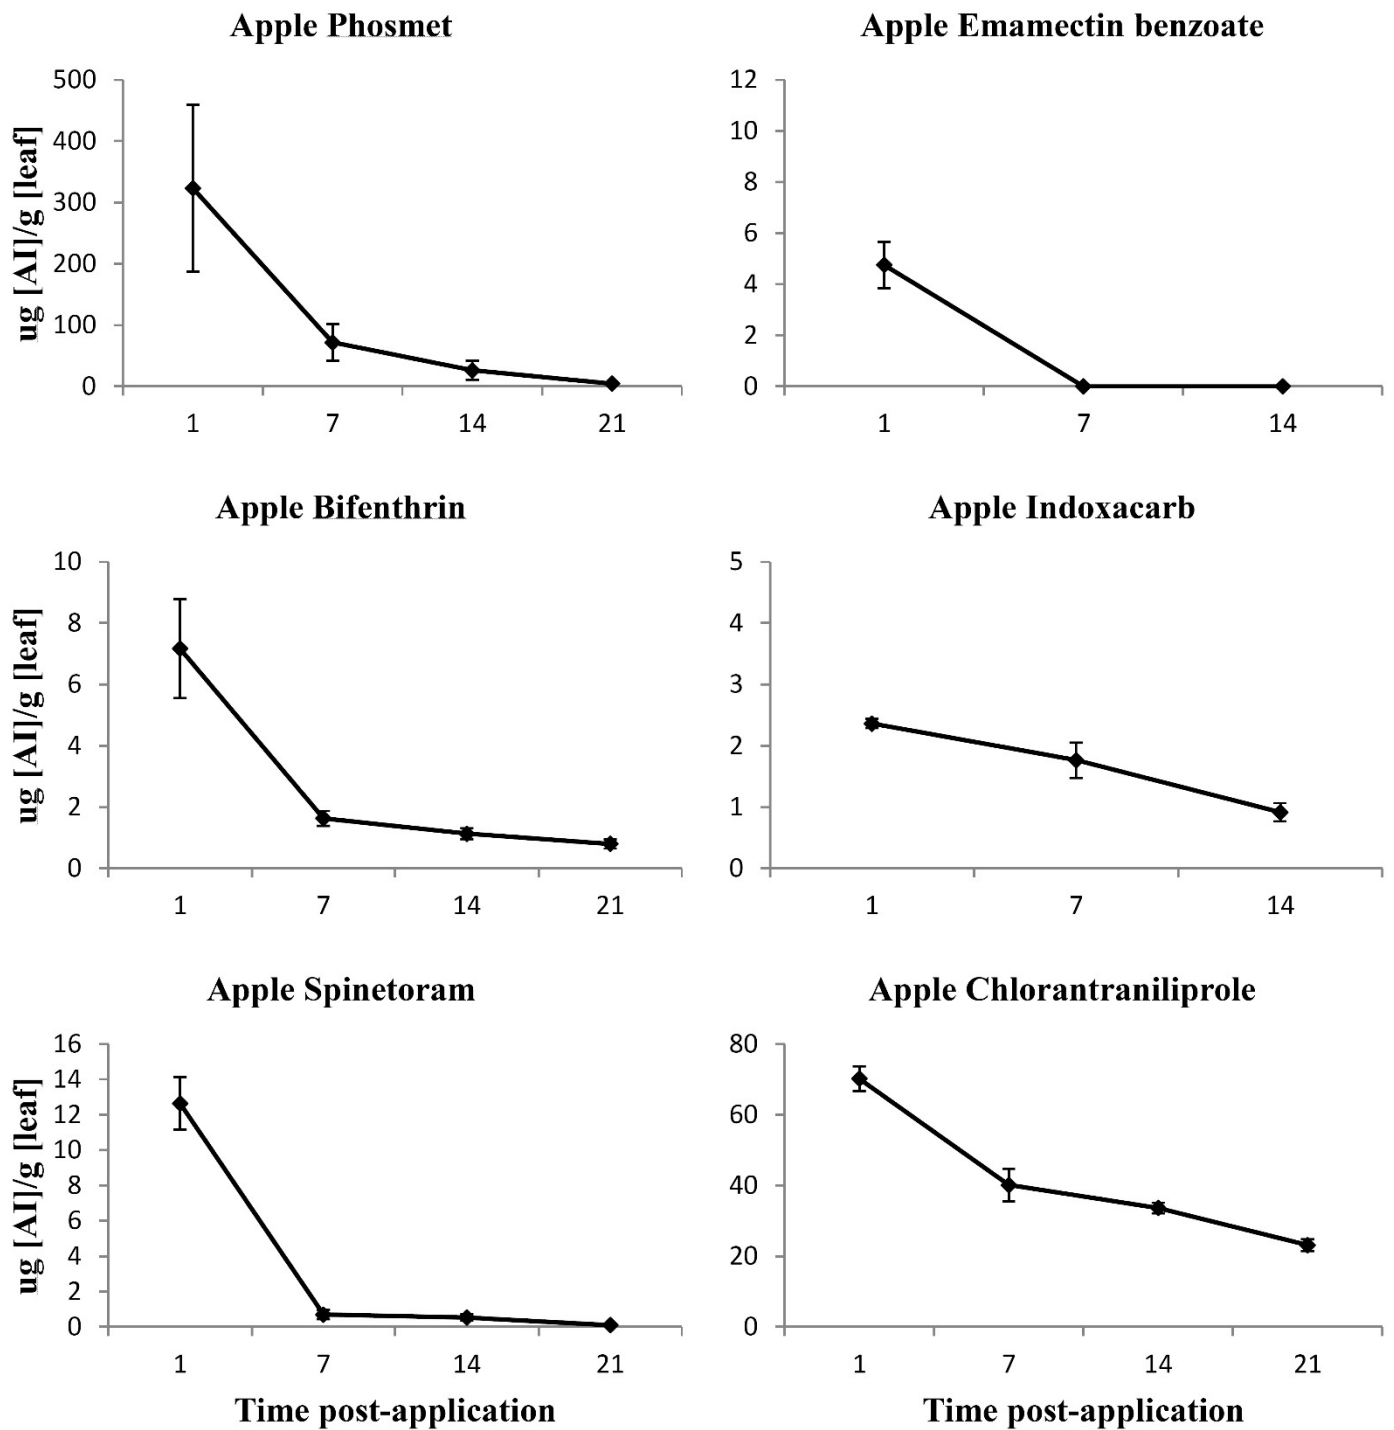 Apple Phosmet
500
400
300
200
100
0
ug [AI]/g [leaf]
1 7 14 21
Apple Emamectin benzoate
12
10
8
6
4
2
0
1 7 14
Apple Bifenthrin
10
8
6
4
2
0
ug [AI]/g [leaf]
1 7 14 21
Apple Indoxacarb
5
4
3
2
1
0
1 7 14
Apple Spinetoram
16
14
12
10
8
6
4
2
0
ug [AI]/g [leaf]
1 7 14 21
Time post-application
Apple Chlorantraniliprole
80
60
40
20
0
1 7 14 21
Time post-application